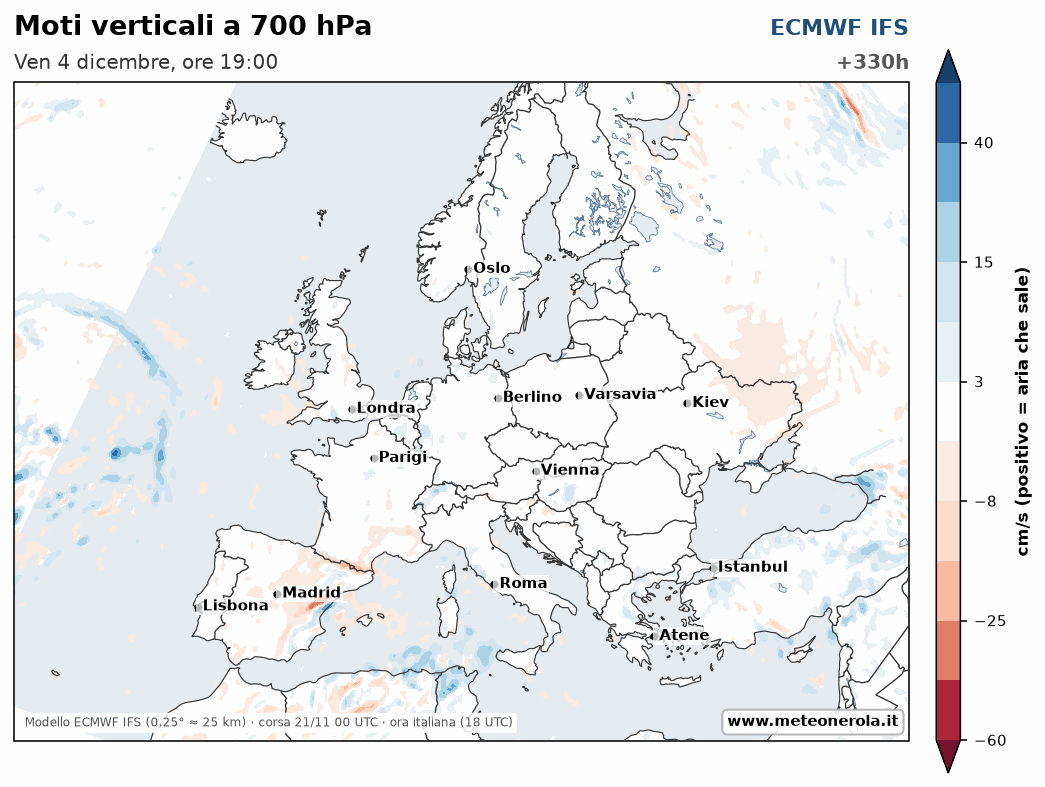 Moti verticali a 700 hPa
ECMWF IFS
Ven 4 dicembre, ore 19:00
+330h
40
15
3
−8
−25
−60
cm/s (positivo = aria che sale)
Oslo
Londra
Berlino
Varsavia
Kiev
Parigi
Vienna
Istanbul
Roma
Madrid
Lisbona
Atene
Modello ECMWF IFS (0,25° ≈ 25 km) · corsa 21/11 00 UTC · ora italiana (18 UTC)
www.meteonerola.it